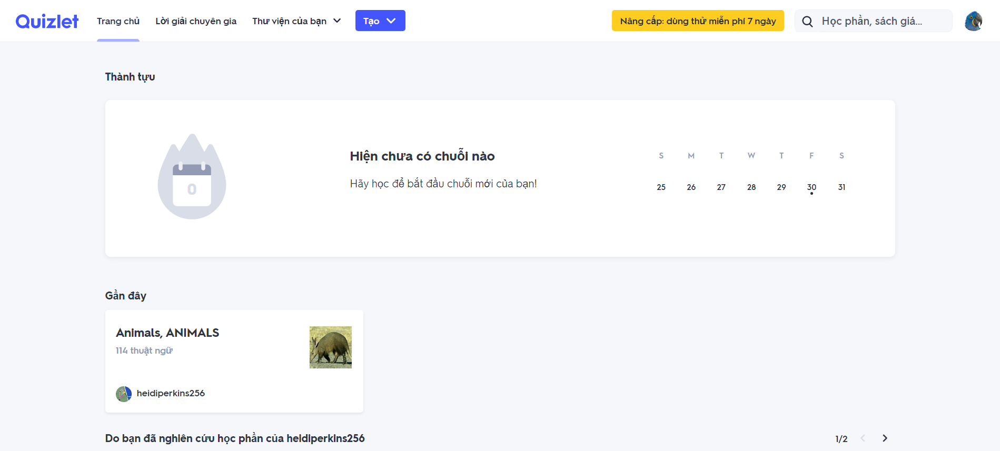 Quizlet Trang chủ Lời giải chuyên gia Thư viện của bạn Tạo Nâng cấp: dùng thử miễn phí 7 ngày Học phần, sách giá...
Thành tựu
0
Hiện chưa có chuỗi nào
Hãy học để bắt đầu chuỗi mới của bạn!
S M T W T F S
25 26 27 28 29 30 31
Gần đây
Animals, ANIMALS
114 thuật ngữ
heidiperkins256
Do bạn đã nghiên cứu học phần của heidiperkins256 1/2